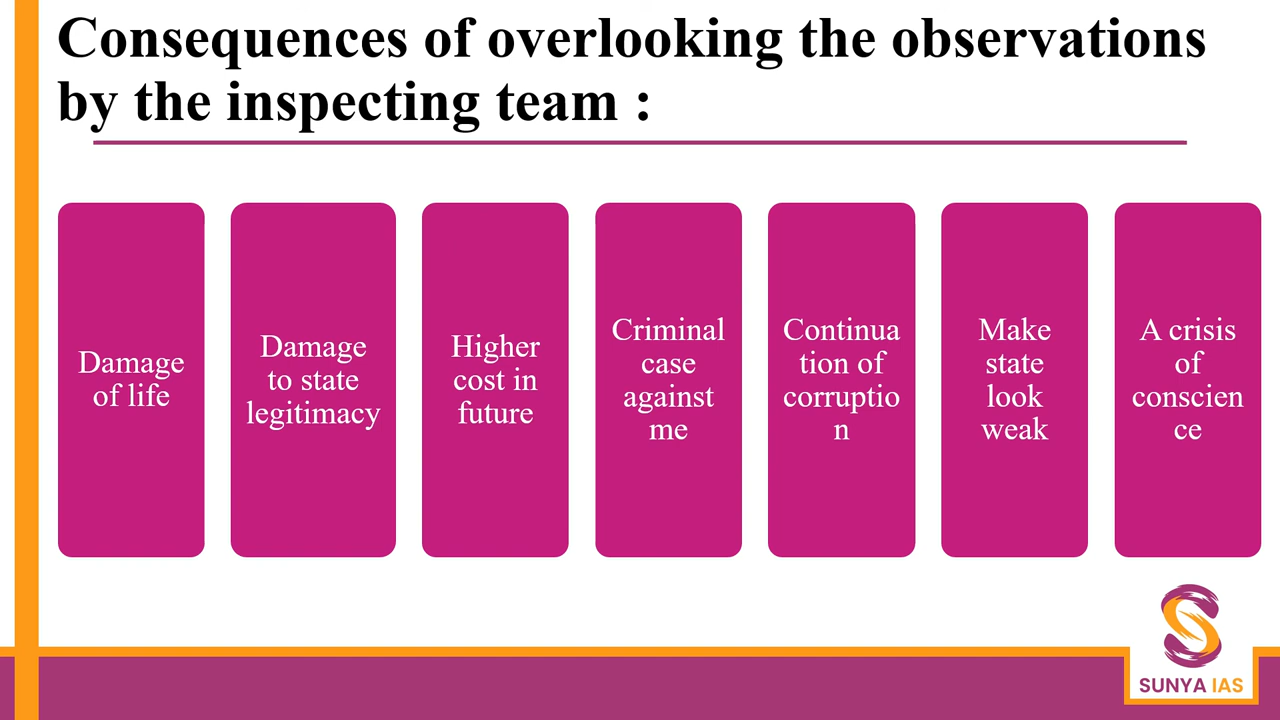 Consequences of overlooking the observations
by the inspecting team :
Damage
of life
Damage
to state
legitimacy
Higher
cost in
future
Criminal
case
against
me
Continua
tion of
corruptio
n
Make
state
look
weak
A crisis
of
conscien
ce
SUNYA IAS